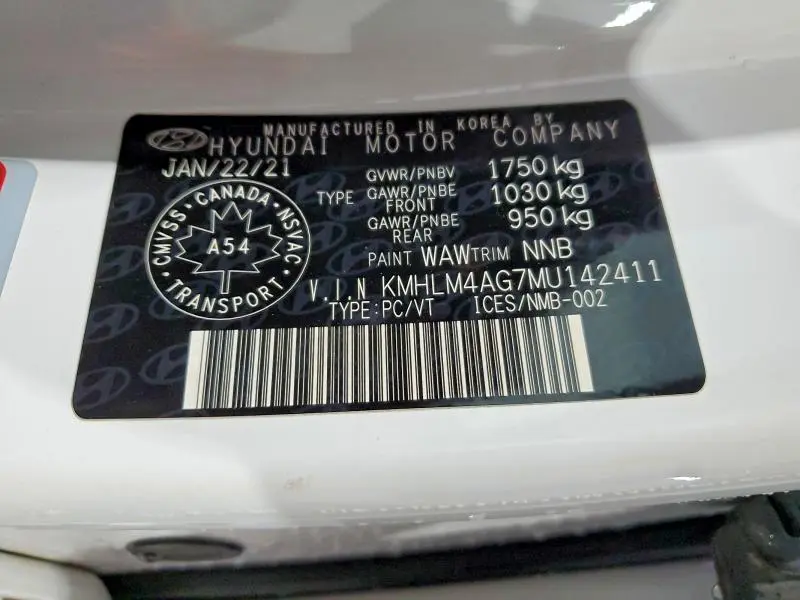 MANUFACTURED IN KOREA BY
HYUNDAI MOTOR COMPANY
JAN/22/21
GVWR/PNBV 1750 kg
TYPE GAWR/PNBE FRONT 1030 kg
GAWR/PNBE REAR 950 kg
PAINT WAW TRIM NNB
CMVSS • CANADA • NSVAC • TRANSPORT •
A54
V.I.N KMHLM4AG7MU142411
TYPE:PC/VT ICES/NMB-002